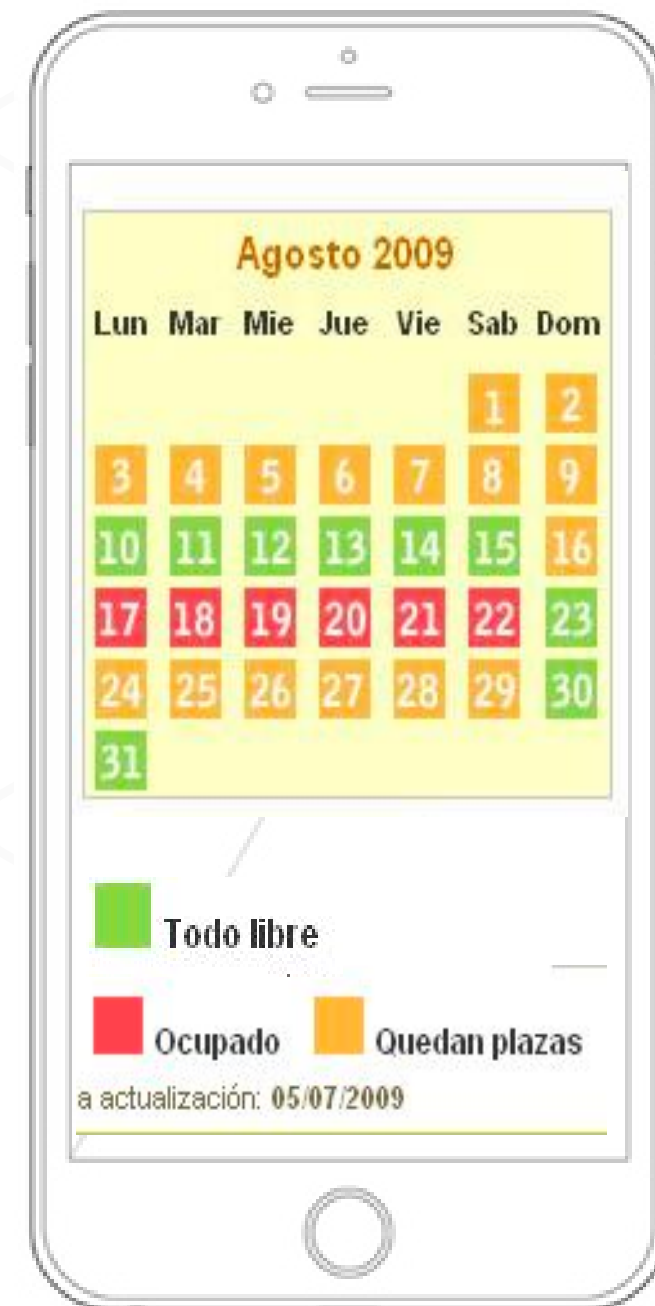 Agosto 2009
Lun Mar Mie Jue Vie Sab Dom
1 2
3 4 5 6 7 8 9
10 11 12 13 14 15 16
17 18 19 20 21 22 23
24 25 26 27 28 29 30
31
Todo libre
Ocupado Quedan plazas
a actualización: 05/07/2009